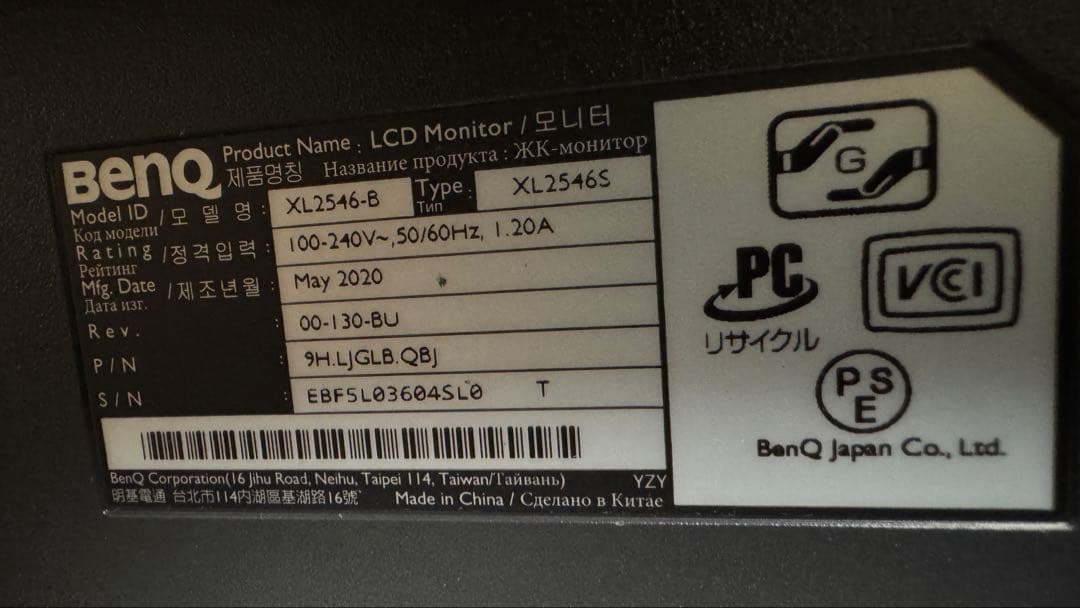 BenQ
Product Name : LCD Monitor / 모니터
제품명칭 Название продукта : ЖК-монитор
Model ID / 모 델 명 : XL2546-B Type : XL2546S
Код модели Тип
Rating / 정격입력 : 100-240V~,50/60Hz, 1.20A
Рейтинг
Mfg. Date / 제조년월 : May 2020
Дата изг.
Rev. : 00-130-BU
P/N : 9H.LJGLB.QBJ
S/N : EBF5L03604SL0 T
BenQ Corporation(16 Jihu Road, Neihu, Taipei 114, Taiwan/Тайвань) YZY
明基電通 台北市114內湖區基湖路16號 Made in China / Сделано в Китае
G
PC
リサイクル
VCCI
PSE
BenQ Japan Co., Ltd.